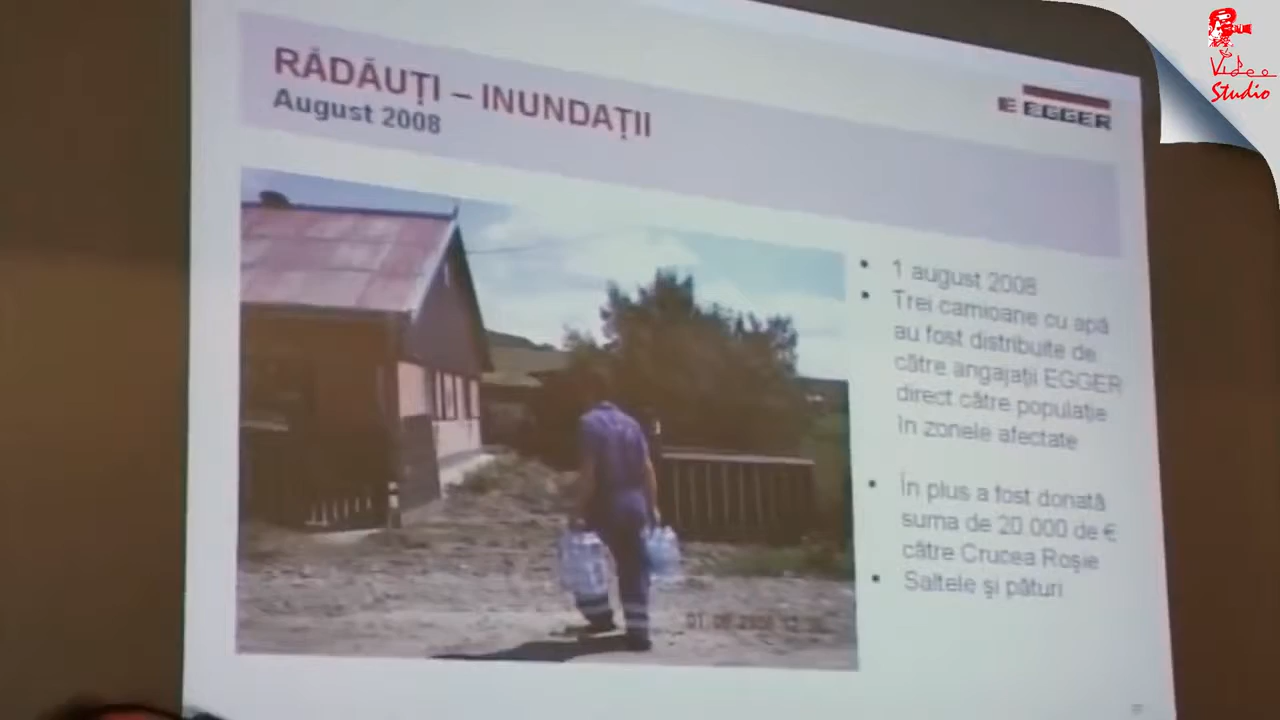 RĂDĂUȚI – INUNDAȚII
August 2008
E EGGER
Video
Studio
• 1 august 2008
• Trei camioane cu apă
au fost distribuite de
către angajații EGGER
direct către populație
în zonele afectate
• În plus a fost donată
suma de 20.000 de €
către Crucea Roşie
• Saltele şi pături